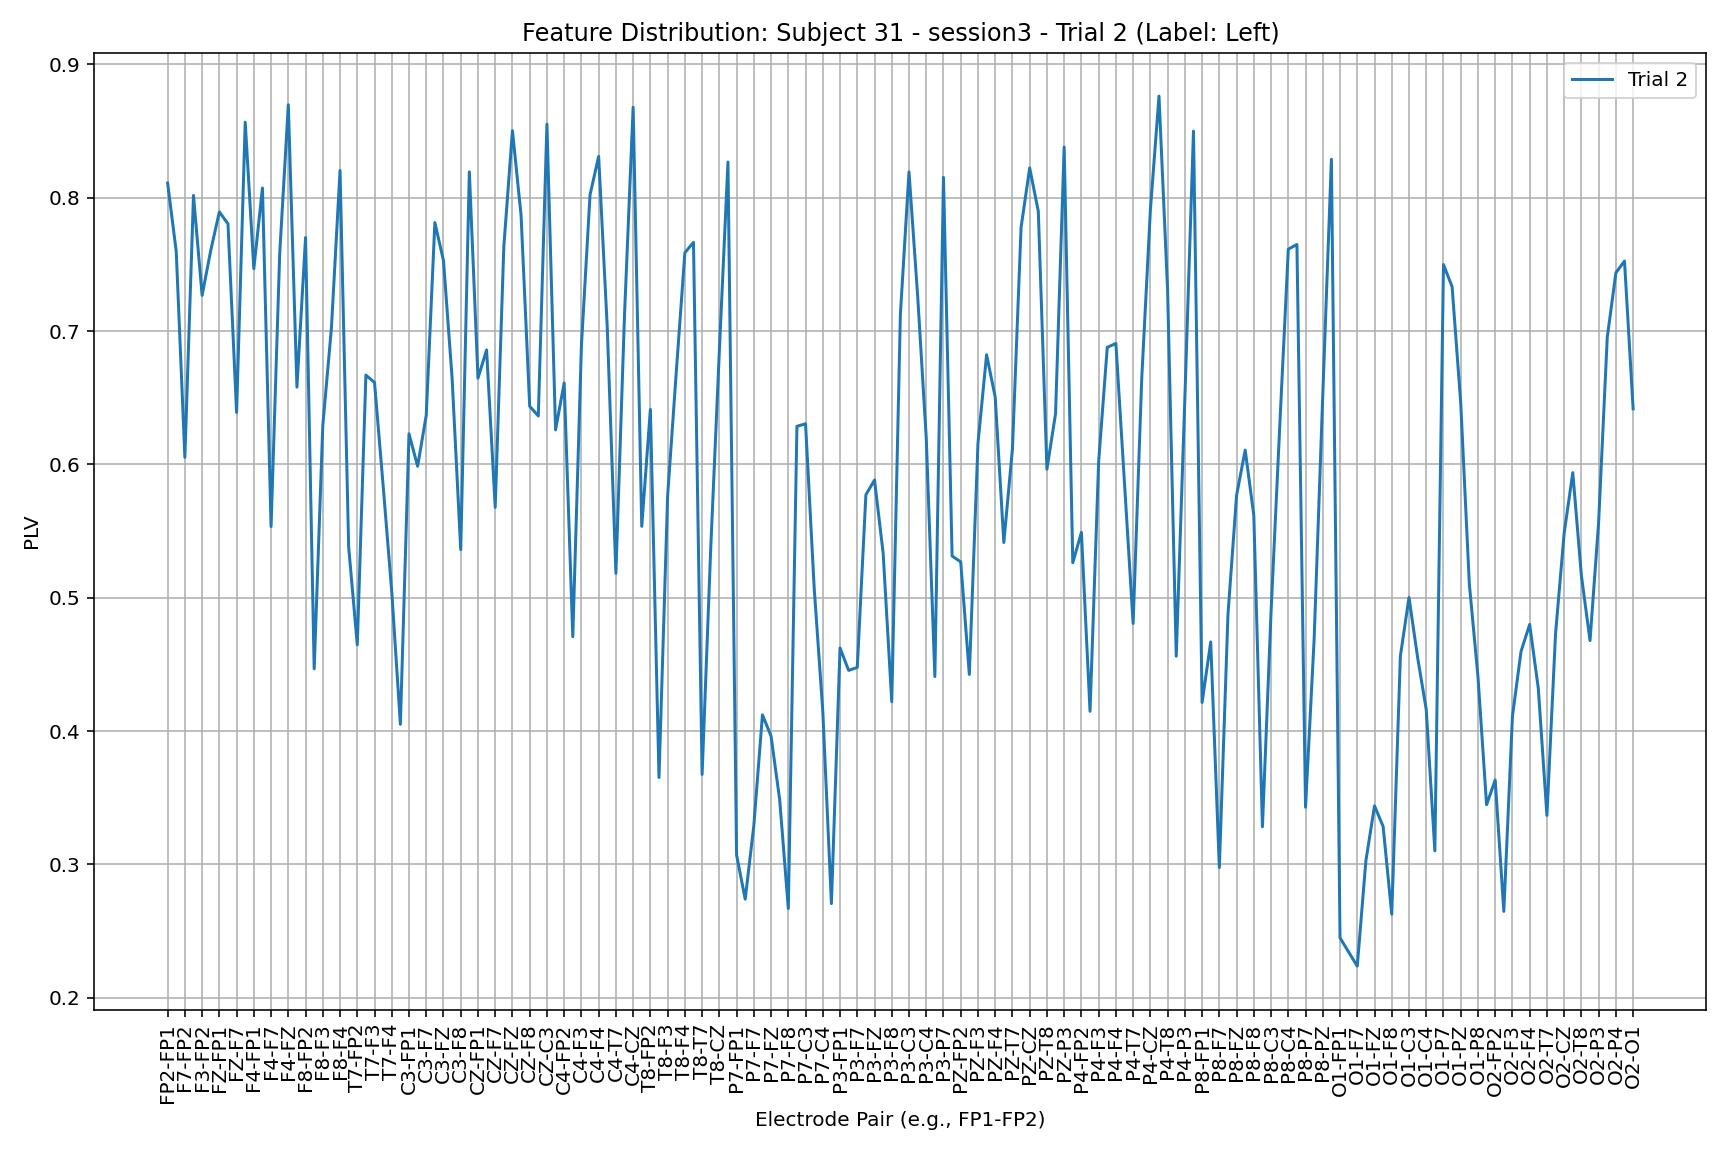 Feature Distribution: Subject 31 - session3 - Trial 2 (Label: Left)
Trial 2
PLV
0.9
0.8
0.7
0.6
0.5
0.4
0.3
0.2
FP2-FP1
F7-FP2
F3-FP2
FZ-FP1
FZ-F7
F4-FP1
F4-F7
F4-FZ
F8-FP2
F8-F3
F8-F4
T7-FP2
T7-F3
T7-F4
C3-FP1
C3-F7
C3-FZ
C3-F8
CZ-FP1
CZ-F7
CZ-FZ
CZ-F8
CZ-C3
C4-FP2
C4-F3
C4-F4
C4-T7
C4-CZ
T8-FP2
T8-F3
T8-F4
T8-T7
T8-CZ
P7-FP1
P7-F7
P7-FZ
P7-F8
P7-C3
P7-C4
P3-FP1
P3-F7
P3-FZ
P3-F8
P3-C3
P3-C4
P3-P7
PZ-FP2
PZ-F3
PZ-F4
PZ-T7
PZ-CZ
PZ-T8
PZ-P3
P4-FP2
P4-F3
P4-F4
P4-T7
P4-CZ
P4-T8
P4-P3
P8-FP1
P8-F7
P8-FZ
P8-F8
P8-C3
P8-C4
P8-P7
P8-PZ
O1-FP1
O1-F7
O1-FZ
O1-F8
O1-C3
O1-C4
O1-P7
O1-PZ
O1-P8
O2-FP2
O2-F3
O2-F4
O2-T7
O2-CZ
O2-T8
O2-P3
O2-P4
O2-O1
Electrode Pair (e.g., FP1-FP2)